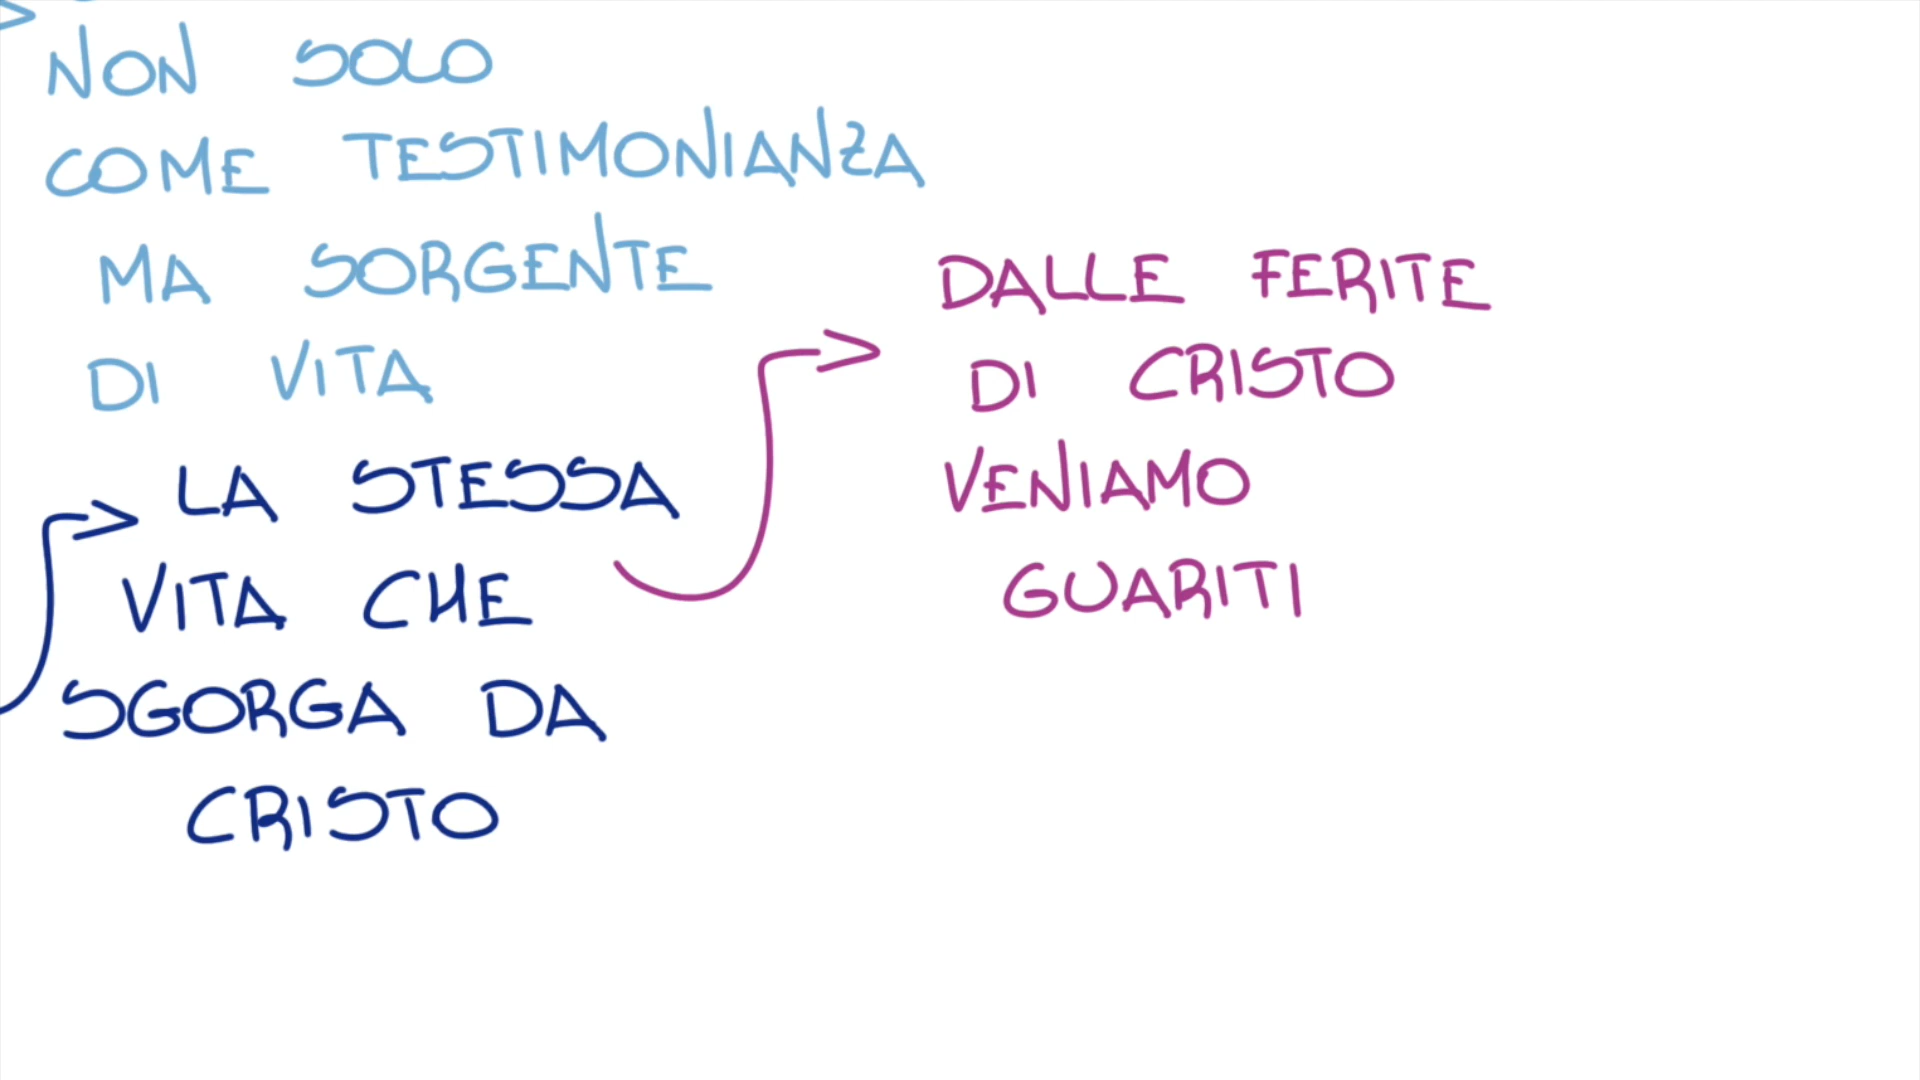 NON SOLO
COME TESTIMONIANZA
MA SORGENTE
DI VITA
LA STESSA
VITA CHE
SGORGA DA
CRISTO
DALLE FERITE
DI CRISTO
VENIAMO
GUARITI